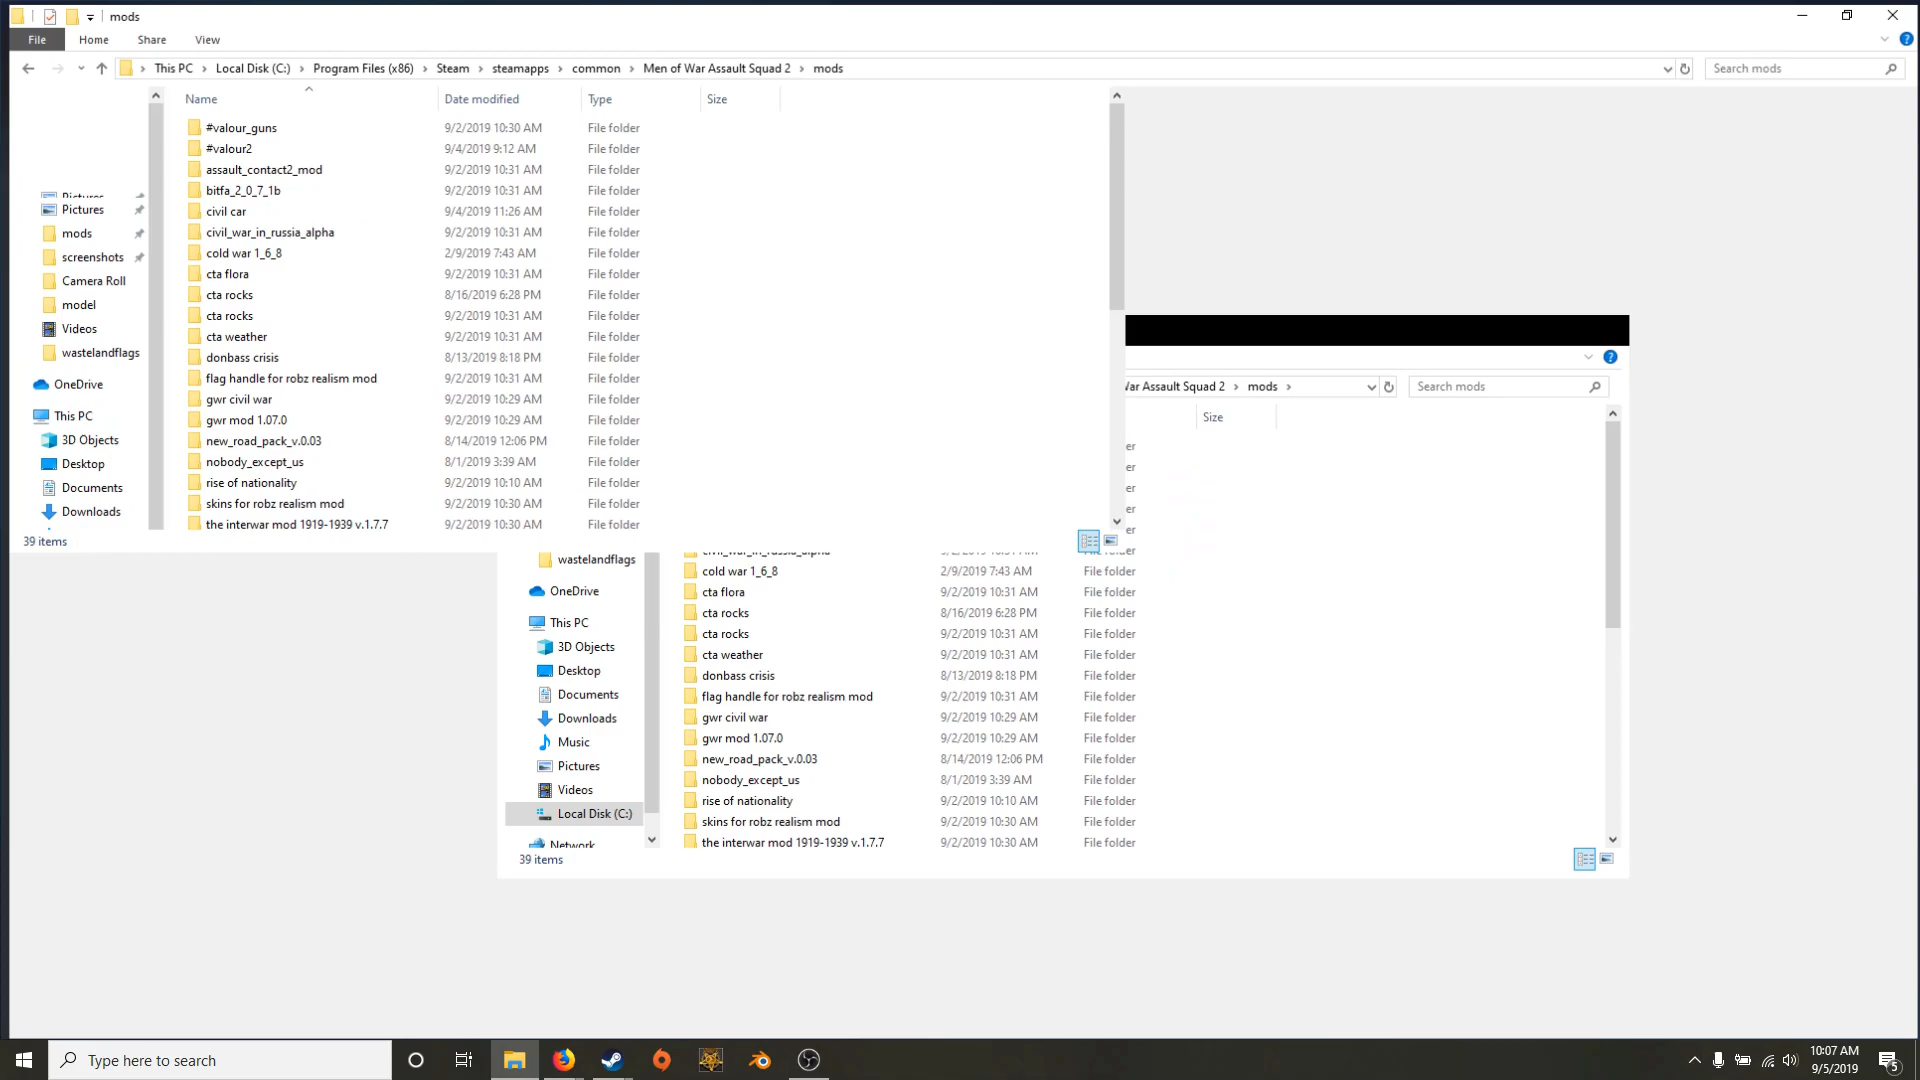 mods
File Home Share View
This PC Local Disk (C:) Program Files (x86) Steam steamapps common Men of War Assault Squad 2 mods
Search mods
Name Date modified Type Size
#valour_guns 9/2/2019 10:30 AM File folder
#valour2 9/4/2019 9:12 AM File folder
assault_contact2_mod 9/2/2019 10:31 AM File folder
bitfa_2_0_7_1b 9/2/2019 10:31 AM File folder
civil car 9/4/2019 11:26 AM File folder
civil_war_in_russia_alpha 9/2/2019 10:31 AM File folder
cold war 1_6_8 2/9/2019 7:43 AM File folder
cta flora 9/2/2019 10:31 AM File folder
cta rocks 8/16/2019 6:28 PM File folder
cta rocks 9/2/2019 10:31 AM File folder
cta weather 9/2/2019 10:31 AM File folder
donbass crisis 8/13/2019 8:18 PM File folder
flag handle for robz realism mod 9/2/2019 10:31 AM File folder
gwr civil war 9/2/2019 10:29 AM File folder
gwr mod 1.07.0 9/2/2019 10:29 AM File folder
new_road_pack_v.0.03 8/14/2019 12:06 PM File folder
nobody_except_us 8/1/2019 3:39 AM File folder
rise of nationality 9/2/2019 10:10 AM File folder
skins for robz realism mod 9/2/2019 10:30 AM File folder
the interwar mod 1919-1939 v.1.7.7 9/2/2019 10:30 AM File folder
Pictures
Pictures
mods
screenshots
Camera Roll
model
Videos
wastelandflags
OneDrive
This PC
3D Objects
Desktop
Documents
Downloads
39 items
War Assault Squad 2 mods
Search mods
Size
er
er
er
er
er
er
civil_war_in_russia_alpha 9/2/2019 10:31 AM File folder
cold war 1_6_8 2/9/2019 7:43 AM File folder
cta flora 9/2/2019 10:31 AM File folder
cta rocks 8/16/2019 6:28 PM File folder
cta rocks 9/2/2019 10:31 AM File folder
cta weather 9/2/2019 10:31 AM File folder
donbass crisis 8/13/2019 8:18 PM File folder
flag handle for robz realism mod 9/2/2019 10:31 AM File folder
gwr civil war 9/2/2019 10:29 AM File folder
gwr mod 1.07.0 9/2/2019 10:29 AM File folder
new_road_pack_v.0.03 8/14/2019 12:06 PM File folder
nobody_except_us 8/1/2019 3:39 AM File folder
rise of nationality 9/2/2019 10:10 AM File folder
skins for robz realism mod 9/2/2019 10:30 AM File folder
the interwar mod 1919-1939 v.1.7.7 9/2/2019 10:30 AM File folder
wastelandflags
OneDrive
This PC
3D Objects
Desktop
Documents
Downloads
Music
Pictures
Videos
Local Disk (C:)
Network
39 items
Type here to search
10:07 AM
9/5/2019
5